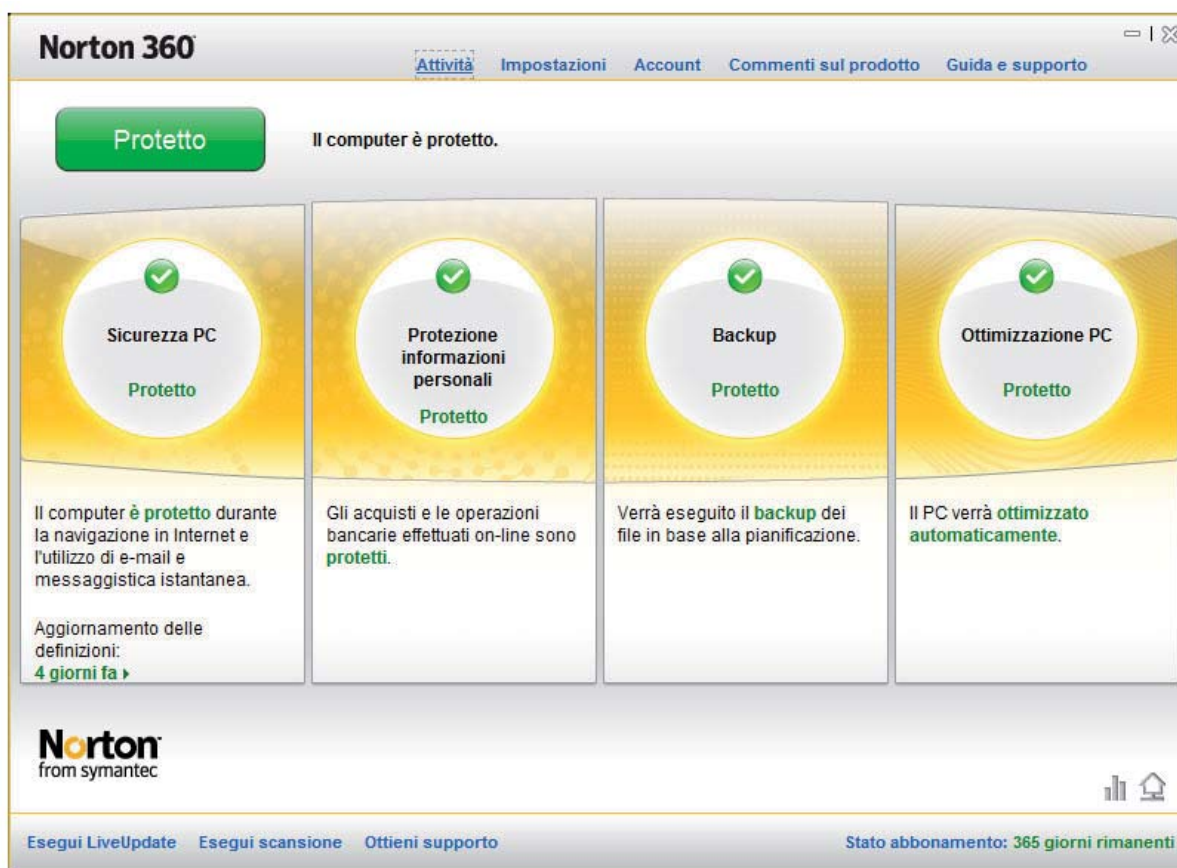 Norton 360
Attività Impostazioni Account Commenti sul prodotto Guida e supporto
Protetto
Il computer è protetto.
Sicurezza PC
Protetto
Protezione
informazioni
personali
Protetto
Backup
Protetto
Ottimizzazione PC
Protetto
Il computer è protetto durante
la navigazione in Internet e
l'utilizzo di e-mail e
messaggistica istantanea.
Aggiornamento delle
definizioni:
4 giorni fa
Gli acquisti e le operazioni
bancarie effettuati on-line sono
protetti.
Verrà eseguito il backup dei
file in base alla pianificazione.
Il PC verrà ottimizzato
automaticamente.
Norton
from symantec
Esegui LiveUpdate Esegui scansione Ottieni supporto
Stato abbonamento: 365 giorni rimanenti